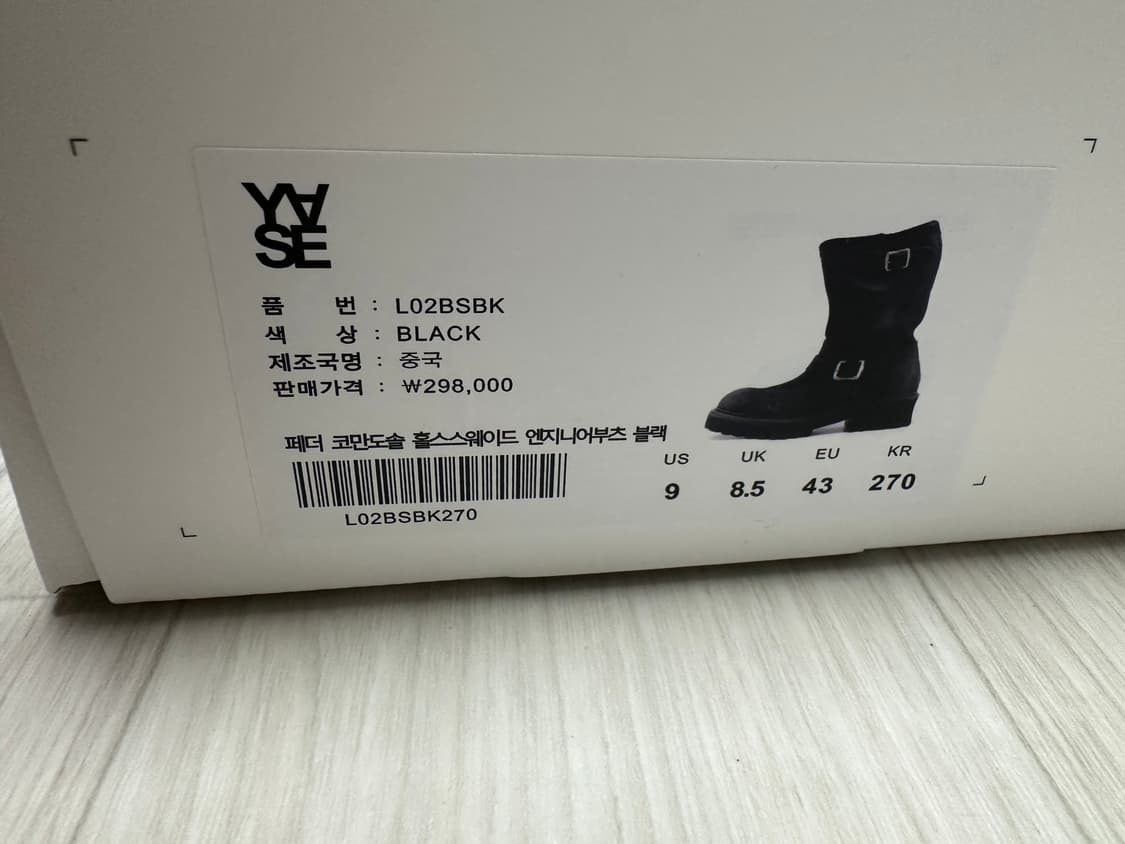 YASE
품 번 : L02BSBK
색 상 : BLACK
제조국명 : 중국
판매가격 : ₩298,000
페더 코만도솔 홀스스웨이드 엔지니어부츠 블랙
L02BSBK270
US UK EU KR
9 8.5 43 270